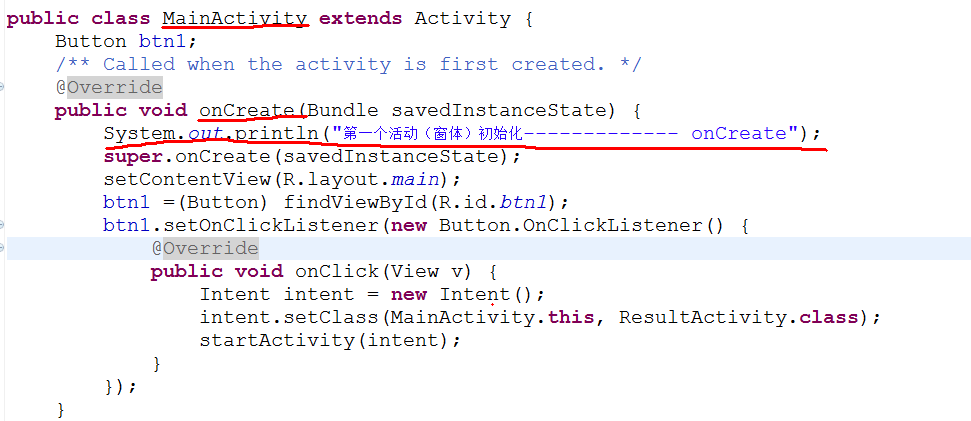 public class MainActivity extends Activity {
    Button btn1;
    /** Called when the activity is first created. */
    @Override
    public void onCreate(Bundle savedInstanceState) {
        System.out.println("第一个活动（窗体）初始化------------- onCreate");
        super.onCreate(savedInstanceState);
        setContentView(R.layout.main);
        btn1 =(Button) findViewById(R.id.btn1);
        btn1.setOnClickListener(new Button.OnClickListener() {
            @Override
            public void onClick(View v) {
                Intent intent = new Intent();
                intent.setClass(MainActivity.this, ResultActivity.class);
                startActivity(intent);
            }
        });
    }